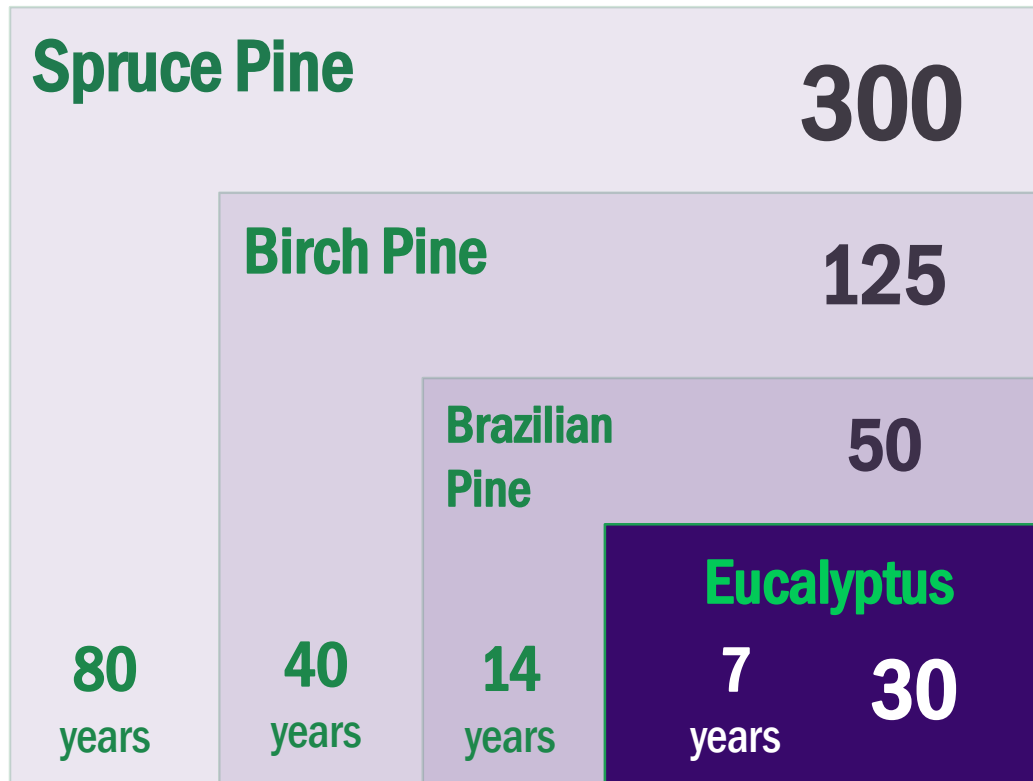 Spruce Pine
300
Birch Pine
125
Brazilian
Pine
50
Eucalyptus
80
years
40
years
14
years
7
years
30